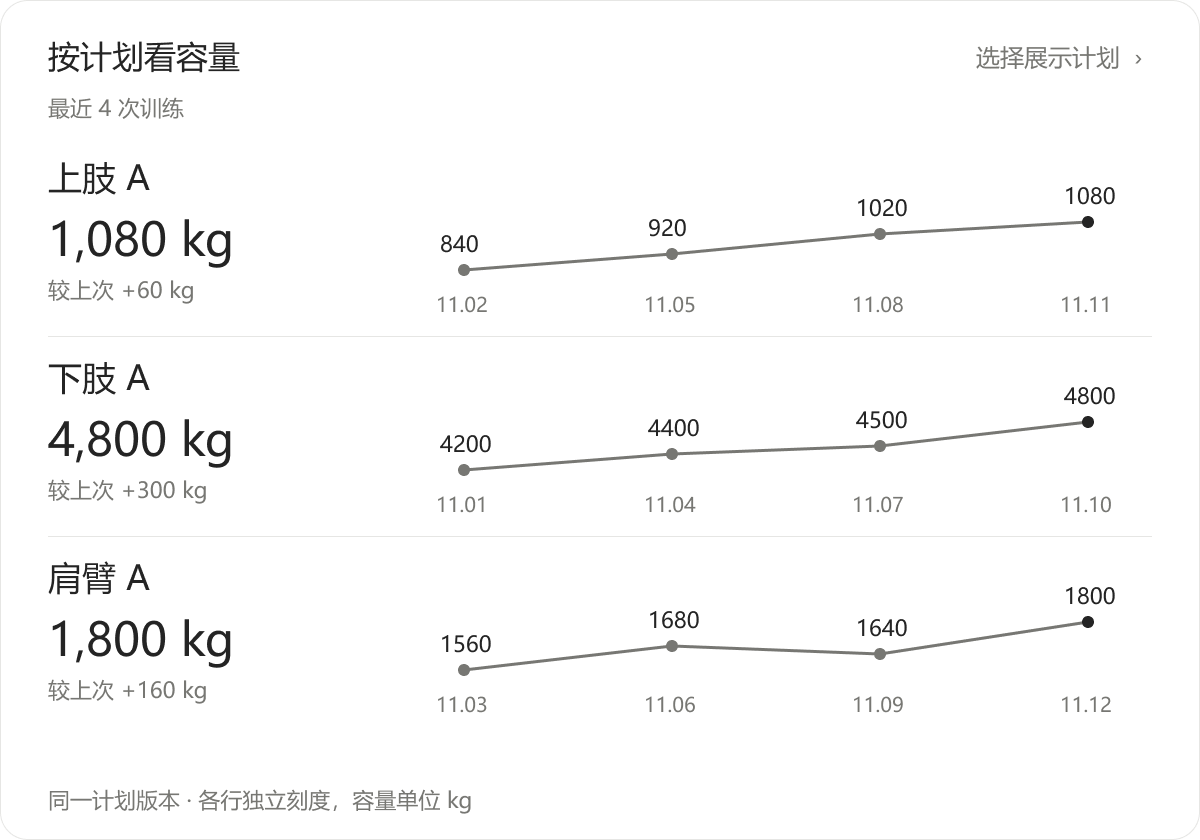 按计划看容量
选择展示计划 ›
最近 4 次训练
上肢 A
1,080 kg
较上次 +60 kg
840 920 1020 1080
11.02 11.05 11.08 11.11
下肢 A
4,800 kg
较上次 +300 kg
4200 4400 4500 4800
11.01 11.04 11.07 11.10
肩臂 A
1,800 kg
较上次 +160 kg
1560 1680 1640 1800
11.03 11.06 11.09 11.12
同一计划版本 · 各行独立刻度，容量单位 kg